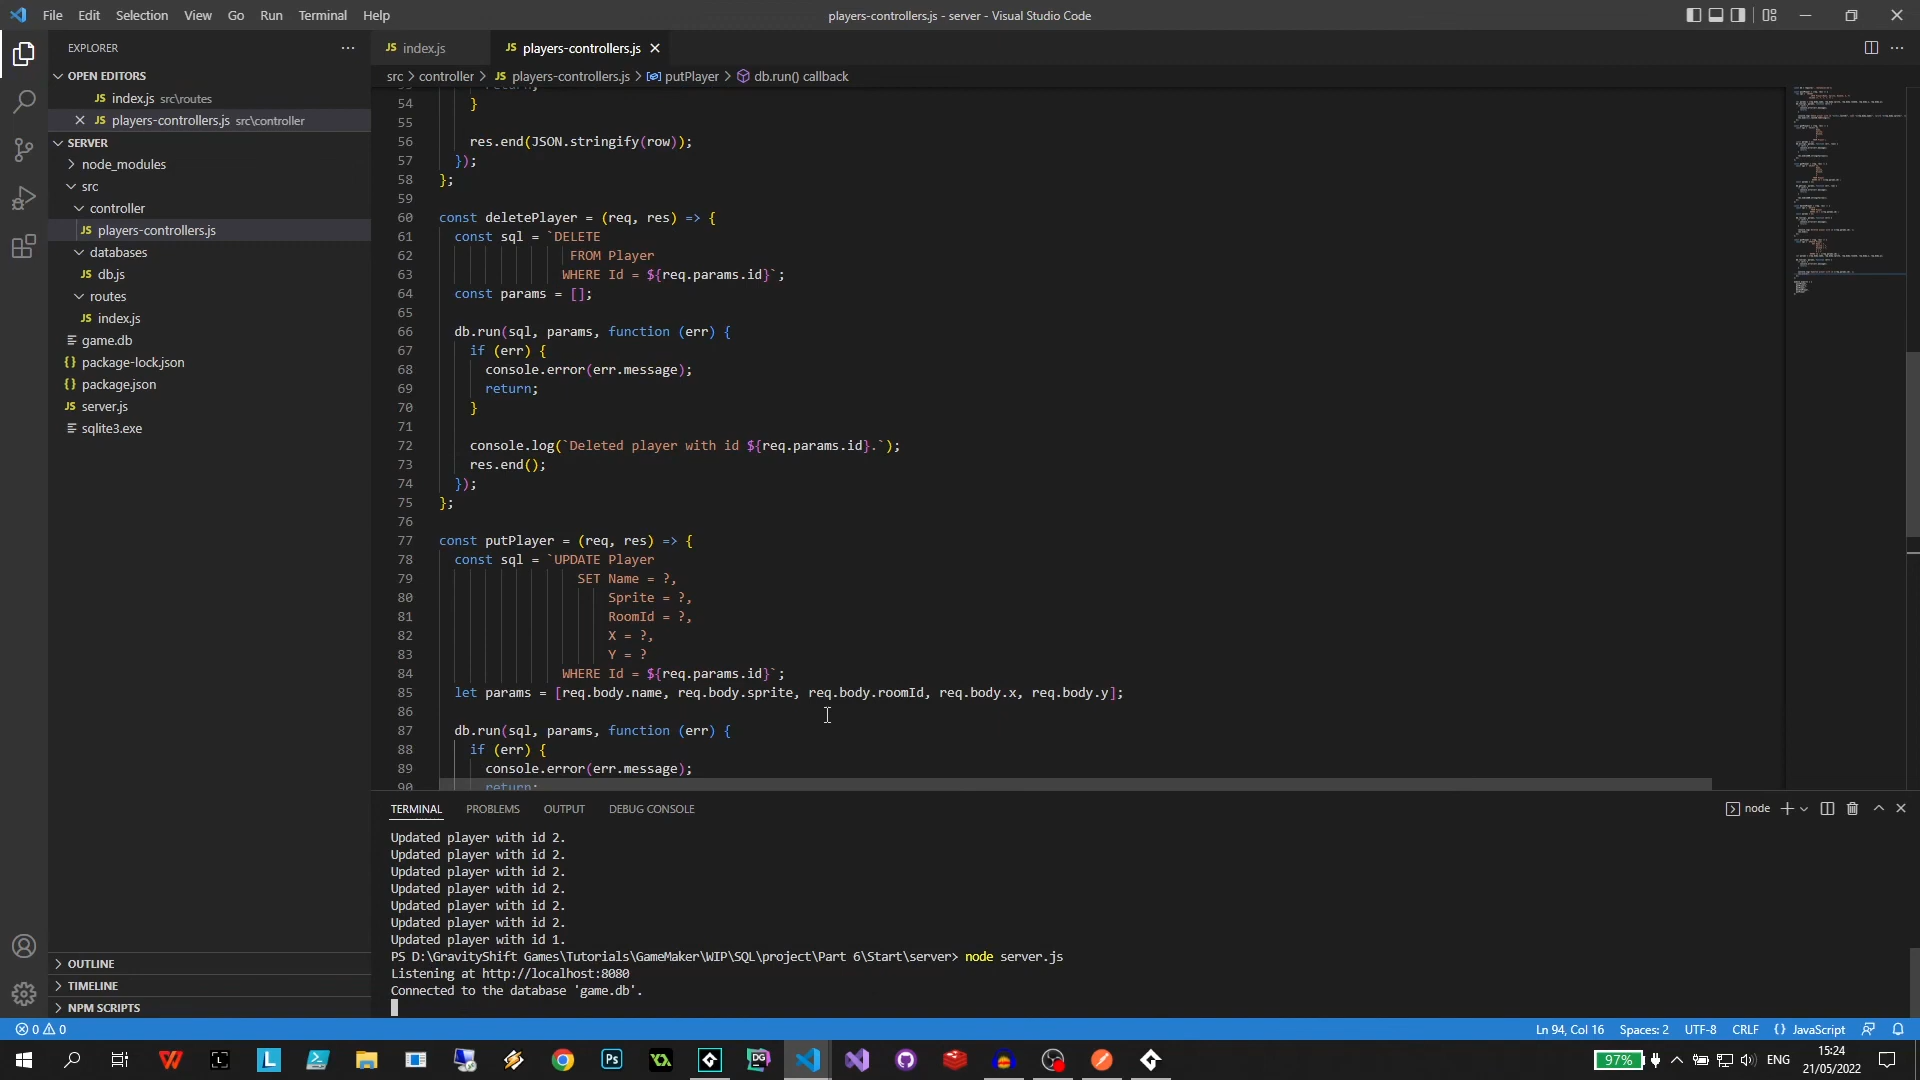 File Edit Selection View Go Run Terminal Help
players-controllers.js - server - Visual Studio Code
EXPLORER
OPEN EDITORS
JS index.js src\routes
JS players-controllers.js src\controller
SERVER
node_modules
src
controller
JS players-controllers.js
databases
JS db.js
routes
JS index.js
game.db
{} package-lock.json
{} package.json
JS server.js
sqlite3.exe
OUTLINE
TIMELINE
NPM SCRIPTS
JS index.js
JS players-controllers.js
src > controller > JS players-controllers.js > putPlayer > db.run() callback
54 }
55
56 res.end(JSON.stringify(row));
57 });
58 };
59
60 const deletePlayer = (req, res) => {
61 const sql = `DELETE
62 FROM Player
63 WHERE Id = ${req.params.id}`;
64 const params = [];
65
66 db.run(sql, params, function (err) {
67 if (err) {
68 console.error(err.message);
69 return;
70 }
71
72 console.log(`Deleted player with id ${req.params.id}.`);
73 res.end();
74 });
75 };
76
77 const putPlayer = (req, res) => {
78 const sql = `UPDATE Player
79 SET Name = ?,
80 Sprite = ?,
81 RoomId = ?,
82 X = ?,
83 Y = ?
84 WHERE Id = ${req.params.id}`;
85 let params = [req.body.name, req.body.sprite, req.body.roomId, req.body.x, req.body.y];
86
87 db.run(sql, params, function (err) {
88 if (err) {
89 console.error(err.message);
90 return;
TERMINAL PROBLEMS OUTPUT DEBUG CONSOLE
node
Updated player with id 2.
Updated player with id 2.
Updated player with id 2.
Updated player with id 2.
Updated player with id 2.
Updated player with id 2.
Updated player with id 1.
PS D:\GravityShift Games\Tutorials\GameMaker\WIP\SQL\project\Part 6\Start\server> node server.js
Listening at http://localhost:8080
Connected to the database 'game.db'.
0 0
Ln 94, Col 16 Spaces: 2 UTF-8 CRLF {} JavaScript
97% ENG
15:24
21/05/2022